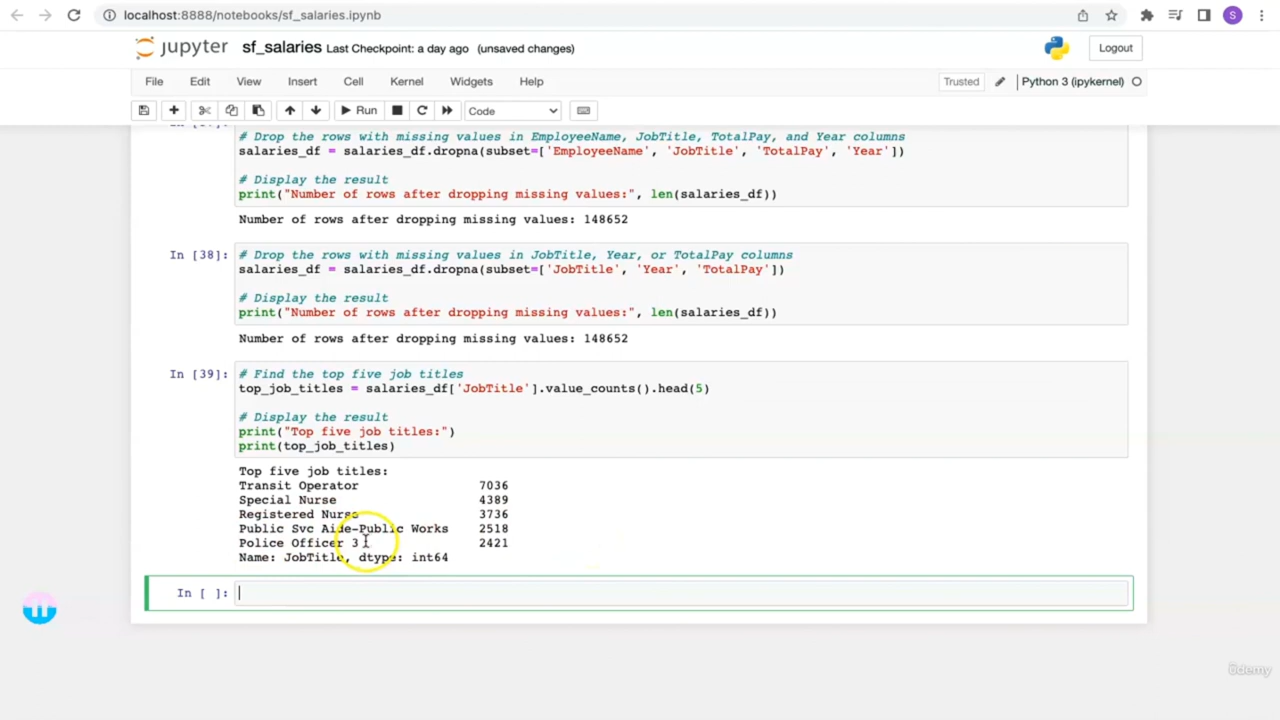 localhost:8888/notebooks/sf_salaries.ipynb
S
jupyter sf_salaries Last Checkpoint: a day ago (unsaved changes)
Logout
File Edit View Insert Cell Kernel Widgets Help
Trusted Python 3 (ipykernel)
Run Code
# Drop the rows with missing values in EmployeeName, JobTitle, TotalPay, and Year columns
salaries_df = salaries_df.dropna(subset=['EmployeeName', 'JobTitle', 'TotalPay', 'Year'])
# Display the result
print("Number of rows after dropping missing values:", len(salaries_df))
Number of rows after dropping missing values: 148652
In [38]: # Drop the rows with missing values in JobTitle, Year, or TotalPay columns
salaries_df = salaries_df.dropna(subset=['JobTitle', 'Year', 'TotalPay'])
# Display the result
print("Number of rows after dropping missing values:", len(salaries_df))
Number of rows after dropping missing values: 148652
In [39]: # Find the top five job titles
top_job_titles = salaries_df['JobTitle'].value_counts().head(5)
# Display the result
print("Top five job titles:")
print(top_job_titles)
Top five job titles:
Transit Operator 7036
Special Nurse 4389
Registered Nurse 3736
Public Svc Aide-Public Works 2518
Police Officer 3 2421
Name: JobTitle, dtype: int64
In [ ]:
ûdemy